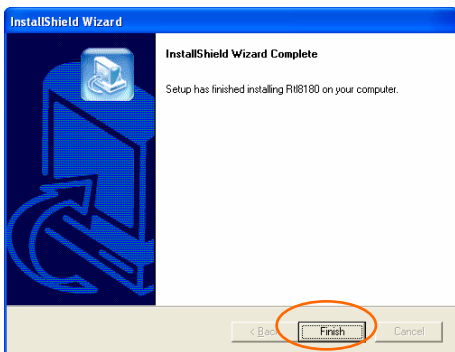 InstallShield Wizard
InstallShield Wizard Complete
Setup has finished installing Rtl8180 on your computer.
< Back Finish Cancel